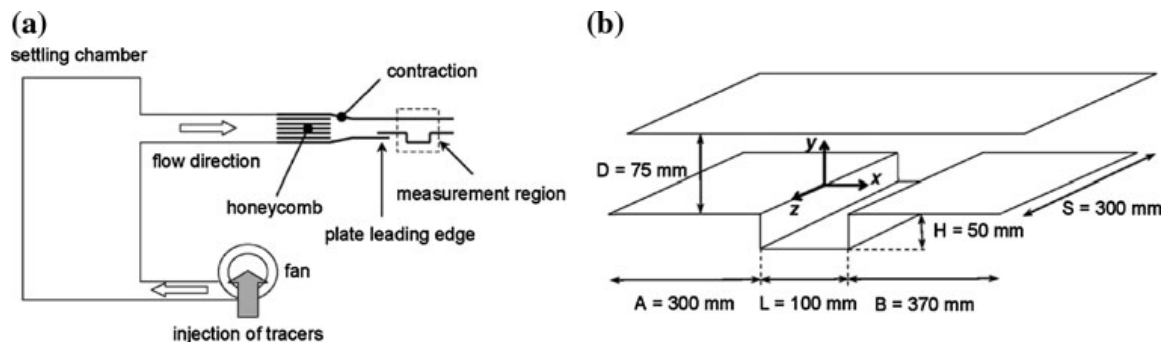 (a)
settling chamber
contraction
flow direction
honeycomb
measurement region
plate leading edge
fan
injection of tracers
(b)
y
x
z
D = 75 mm
S = 300 mm
H = 50 mm
A = 300 mm
L = 100 mm
B = 370 mm